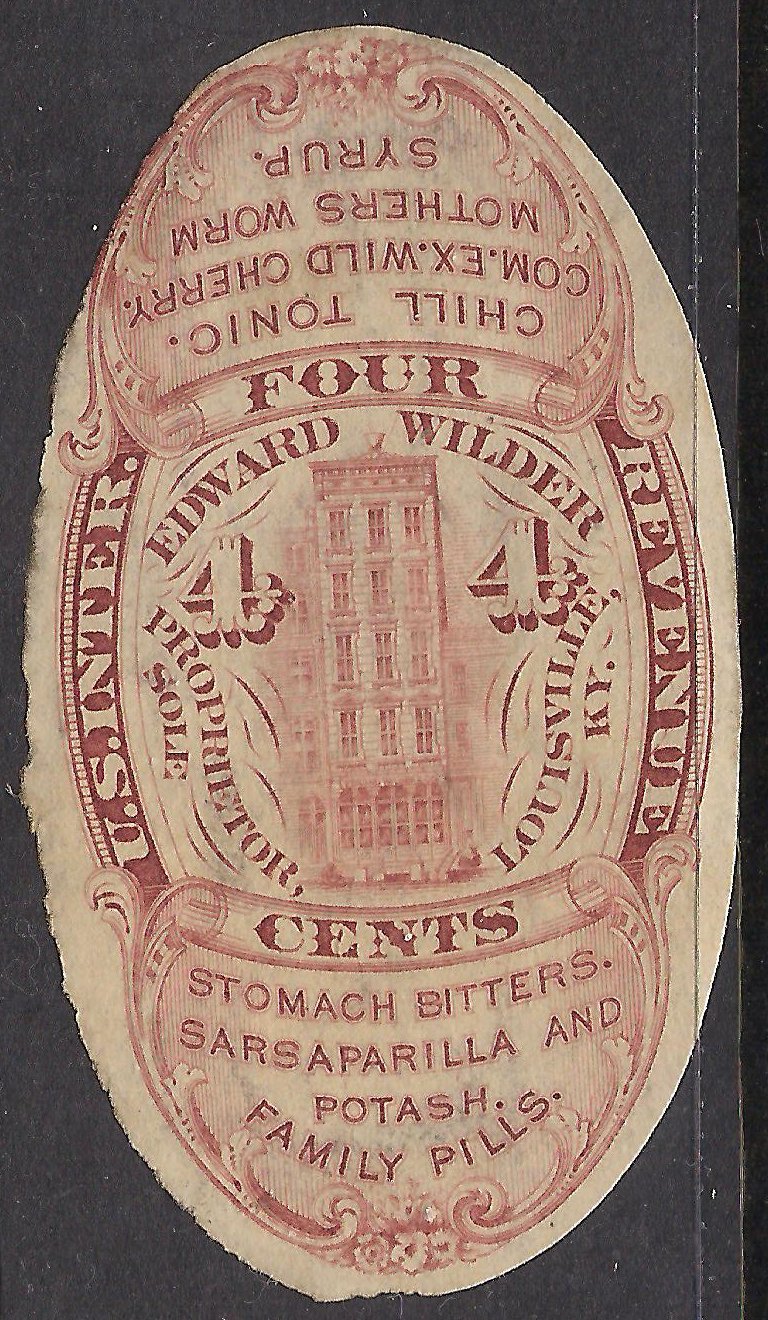 CHILL TONIC.
COM.EX.WILD CHERRY.
MOTHERS WORM
SYRUP.
FOUR
EDWARD WILDER
U.S. INTER.
REVENUE
4
4
SOLE
PROPRIETOR,
LOUISVILLE,
KY.
CENTS
STOMACH BITTERS.
SARSAPARILLA AND
POTASH.
FAMILY PILLS.